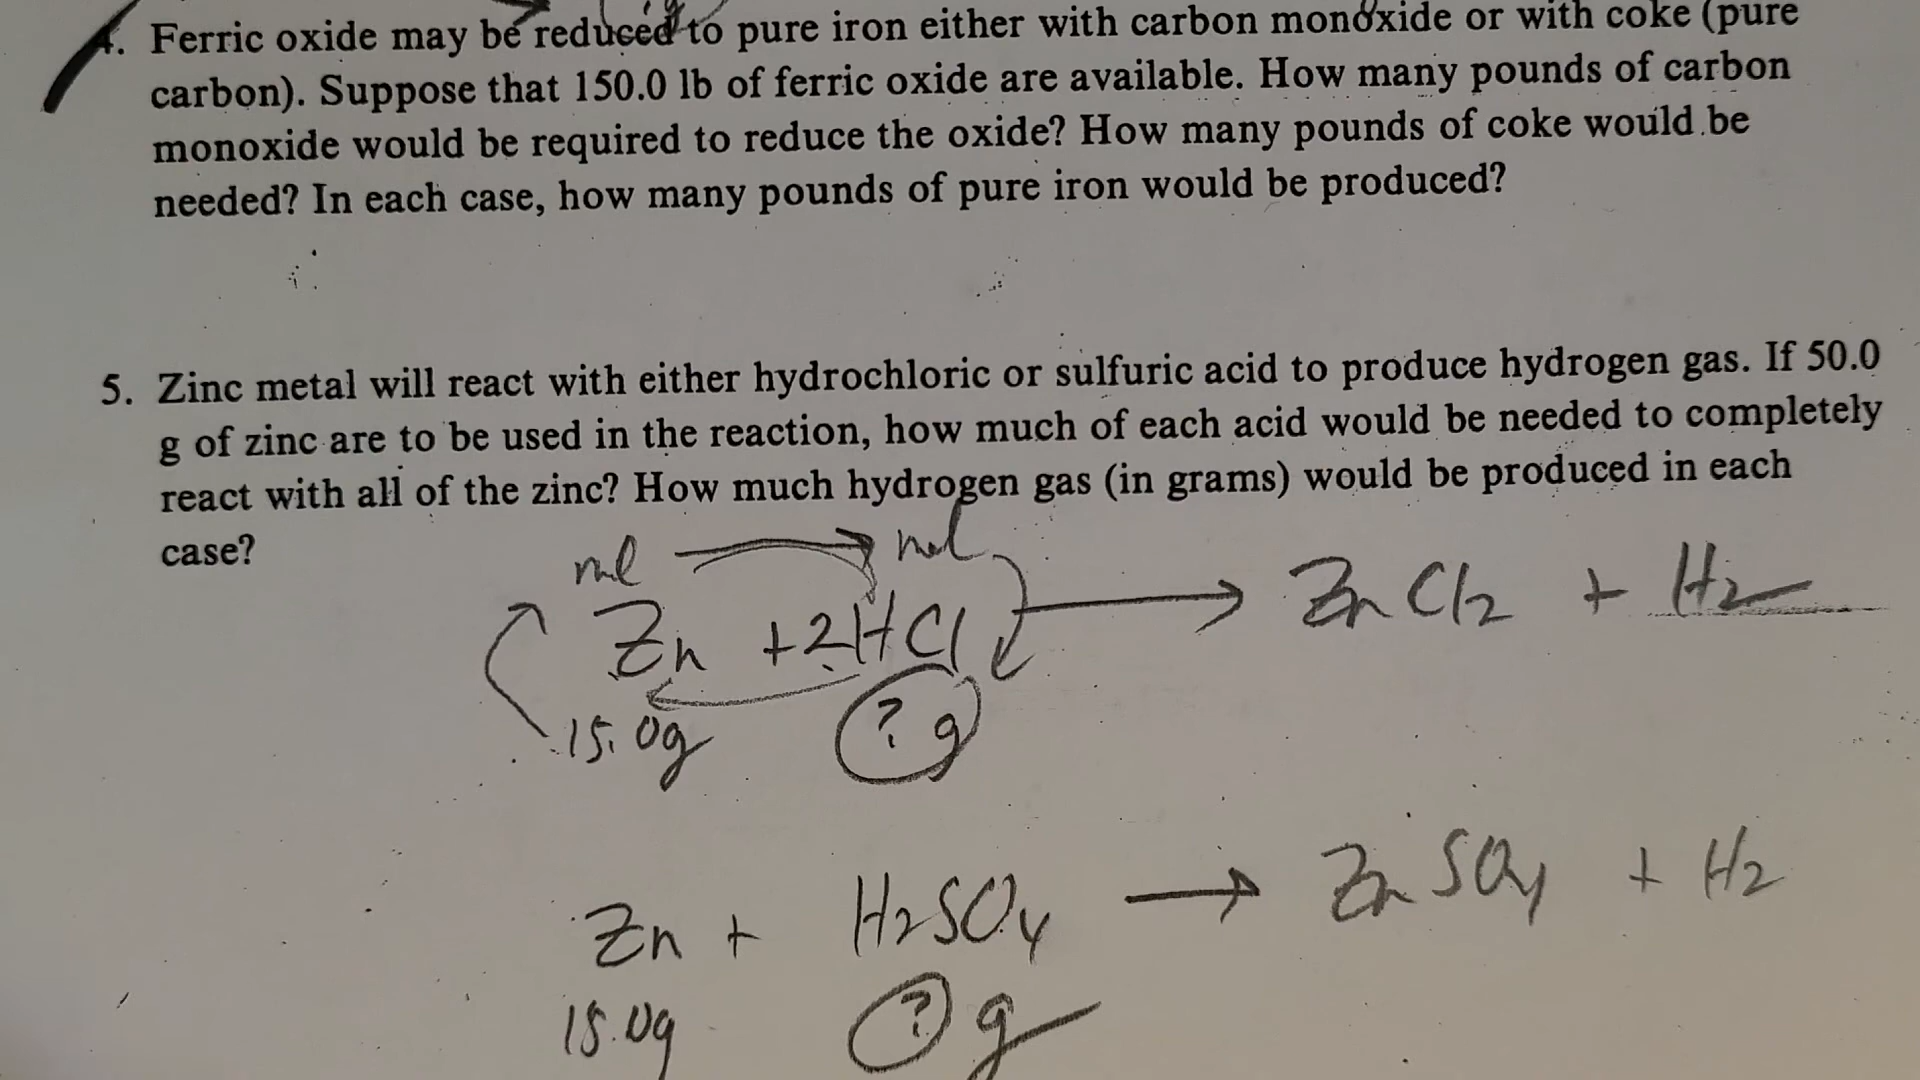 4. Ferric oxide may be reduced to pure iron either with carbon monoxide or with coke (pure
carbon). Suppose that 150.0 lb of ferric oxide are available. How many pounds of carbon
monoxide would be required to reduce the oxide? How many pounds of coke would be
needed? In each case, how many pounds of pure iron would be produced?
5. Zinc metal will react with either hydrochloric or sulfuric acid to produce hydrogen gas. If 50.0
g of zinc are to be used in the reaction, how much of each acid would be needed to completely
react with all of the zinc? How much hydrogen gas (in grams) would be produced in each
case?
mol → mol
Zn + 2HCl → ZnCl2 + H2
15.0g ? g
Zn + H2SO4 → ZnSO4 + H2
15.0g ? g